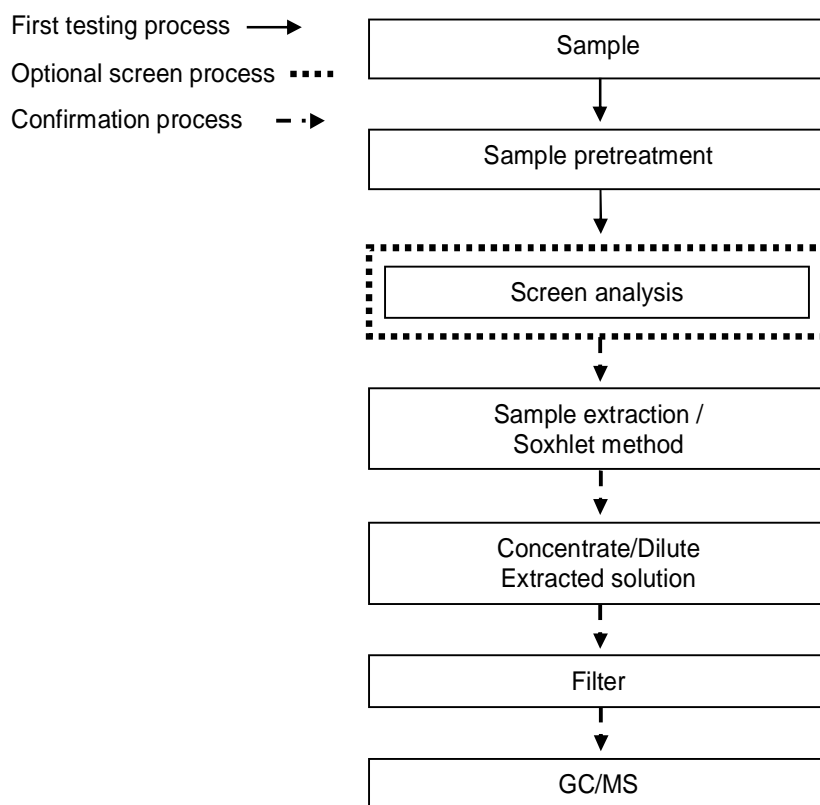 First testing process
Optional screen process
Confirmation process
Sample
Sample pretreatment
Screen analysis
Sample extraction /
Soxhlet method
Concentrate/Dilute
Extracted solution
Filter
GC/MS